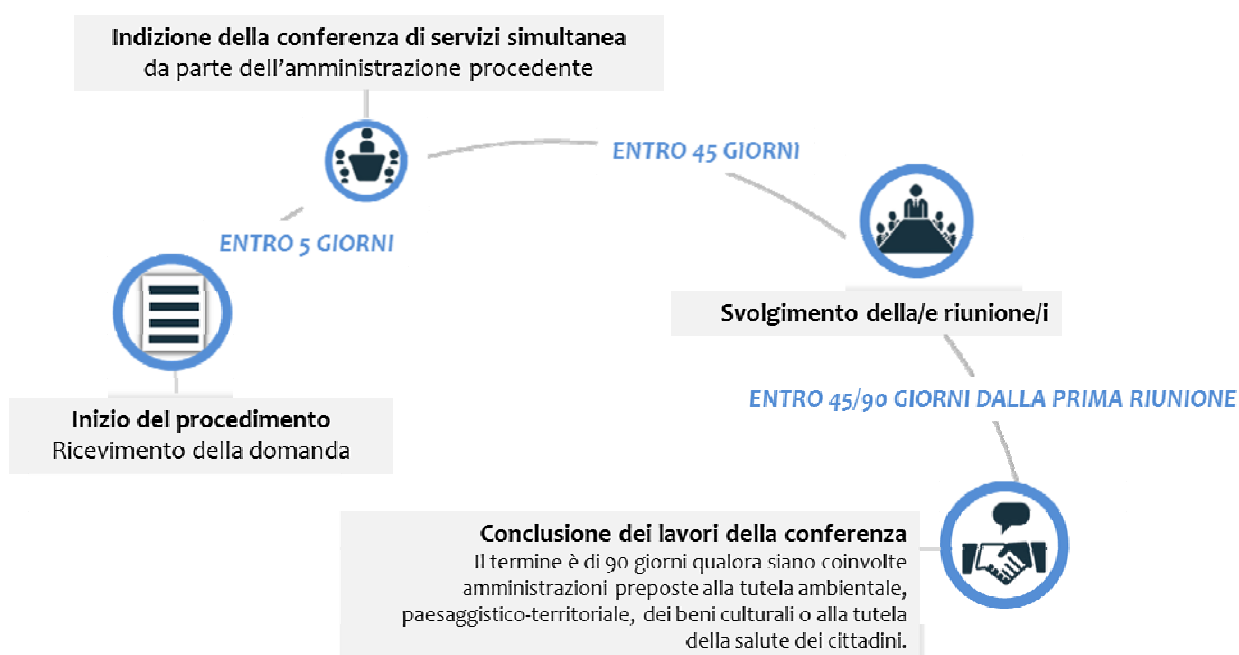 Indizione della conferenza di servizi simultanea
da parte dell'amministrazione procedente
ENTRO 45 GIORNI
ENTRO 5 GIORNI
Svolgimento della/e riunione/i
ENTRO 45/90 GIORNI DALLA PRIMA RIUNIONE
Inizio del procedimento
Ricevimento della domanda
Conclusione dei lavori della conferenza
Il termine è di 90 giorni qualora siano coinvolte
amministrazioni preposte alla tutela ambientale,
paesaggistico-territoriale, dei beni culturali o alla tutela
della salute dei cittadini.